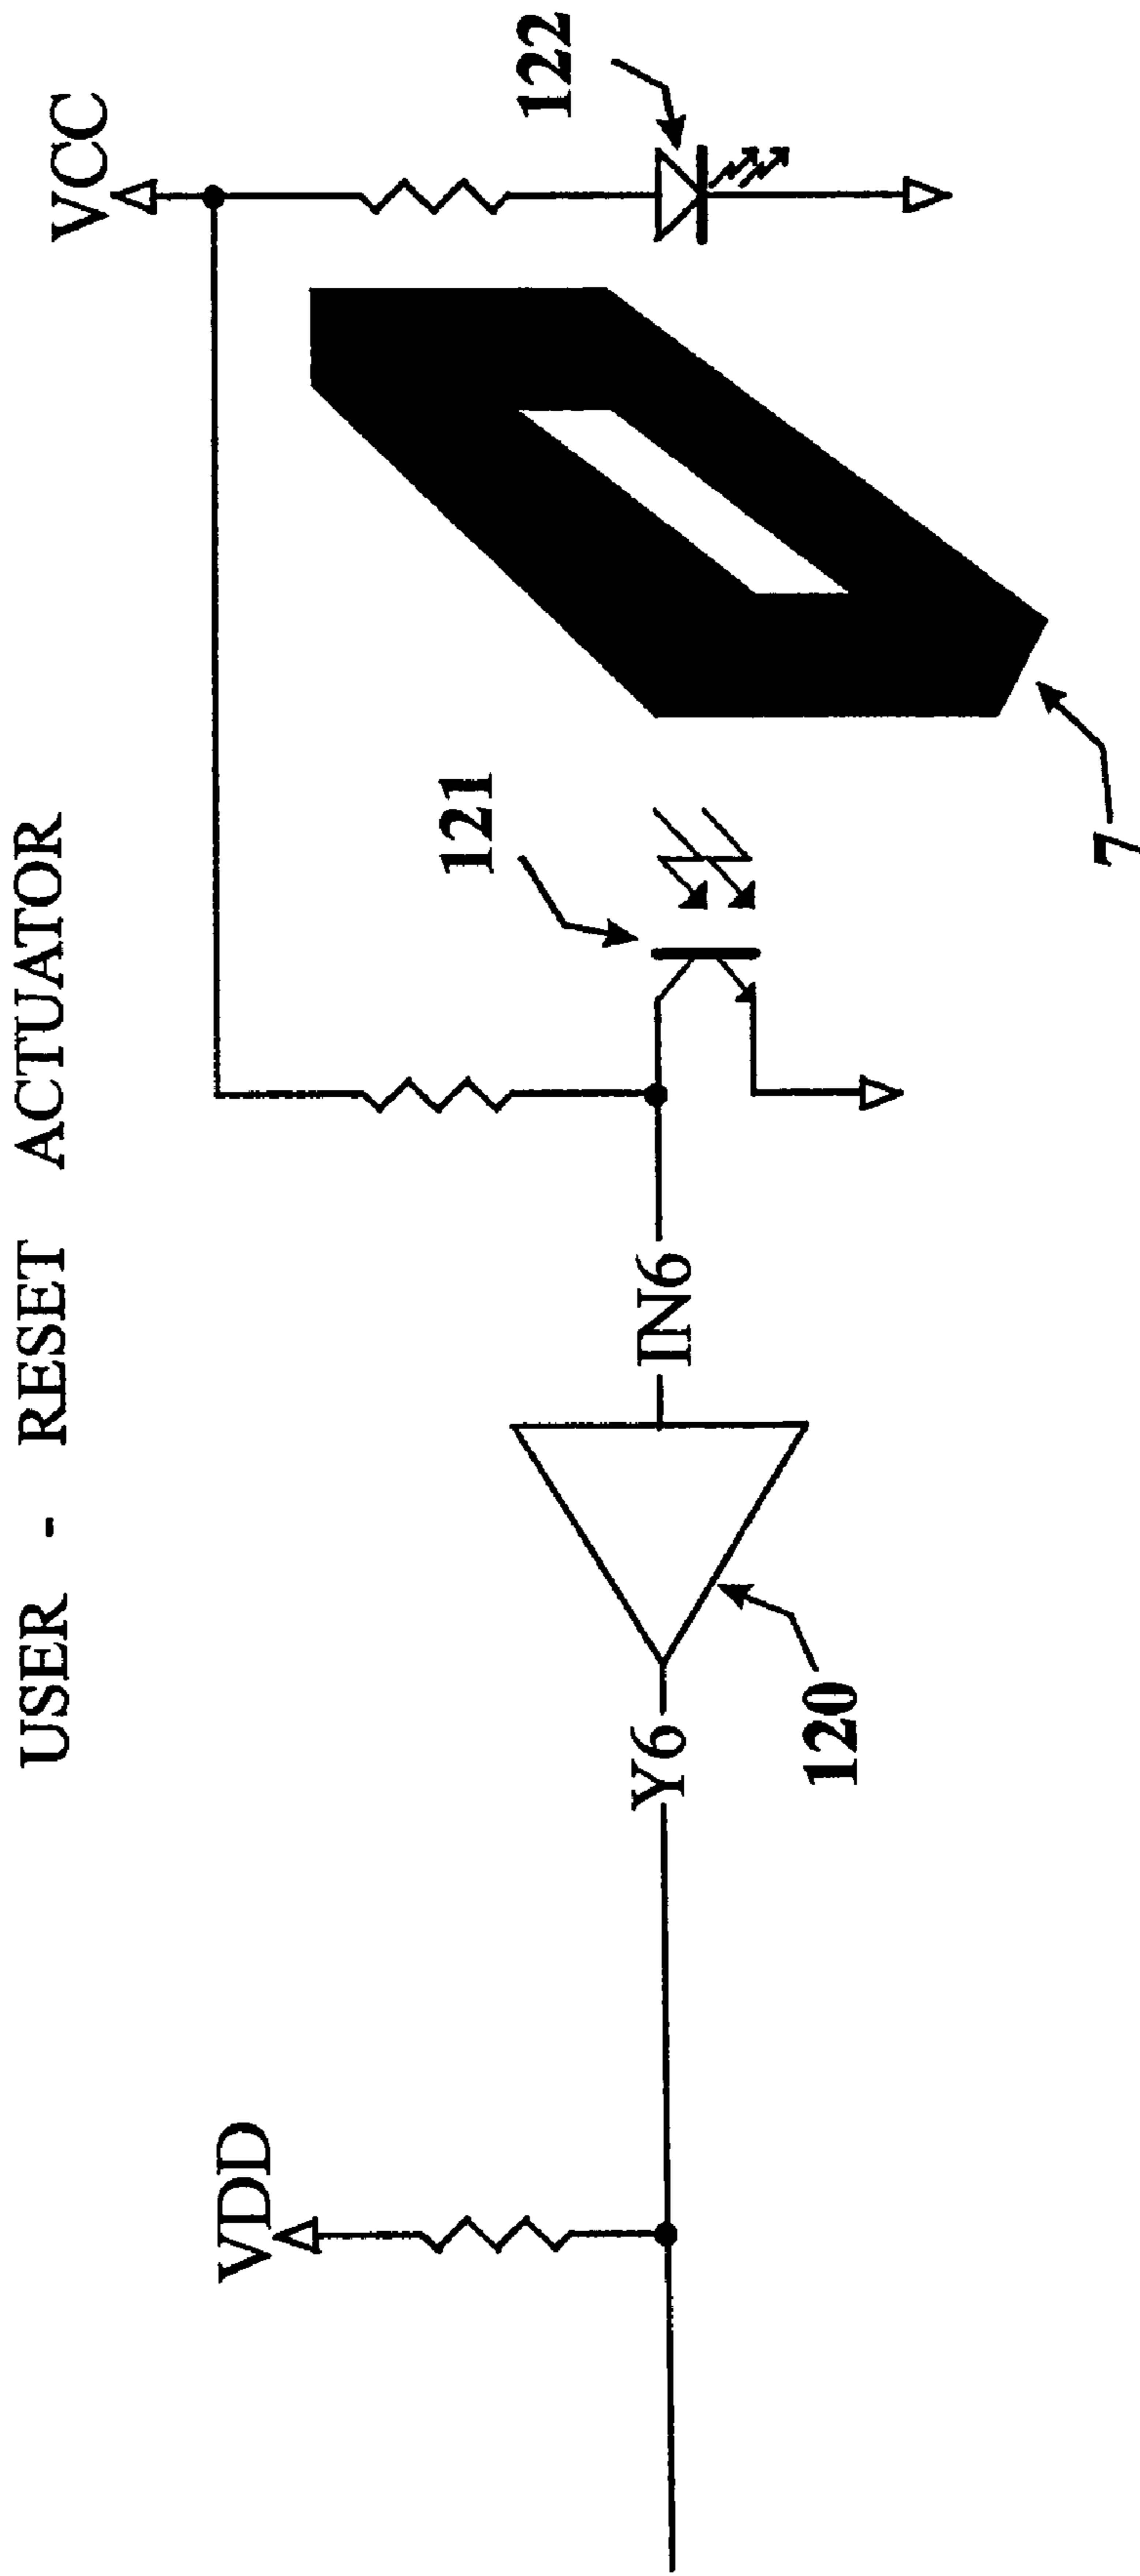 USER - RESET ACTUATOR
VCC
VDD
122
121
IN6
Y6
120
7